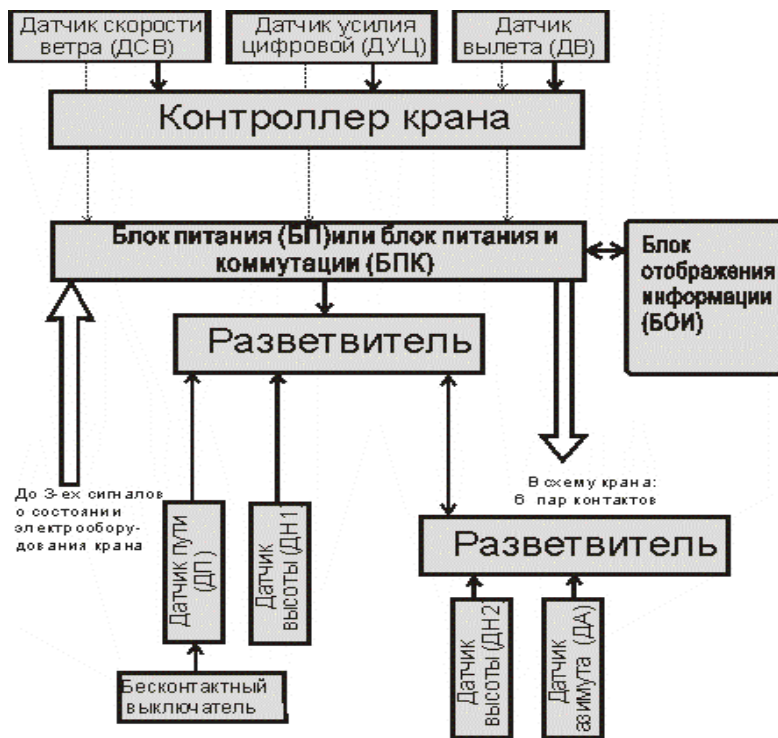 Датчик скорости
ветра (ДСВ)
Датчик усилия
цифровой (ДУЦ)
Датчик
вылета (ДВ)
Контроллер крана
Блок питания (БП)или блок питания и
коммутации (БПК)
Блок
отображения
информации
(БОИ)
Разветвитель
До 3-ех сигналов
о состоянии
электрообору-
дования крана
В схему крана:
6 пар контактов
Датчик пути
(ДП)
Датчик
высоты (ДН1)
Разветвитель
Датчик
высоты (ДН2)
Датчик
азимута (ДА)
Бесконтактный
выключатель